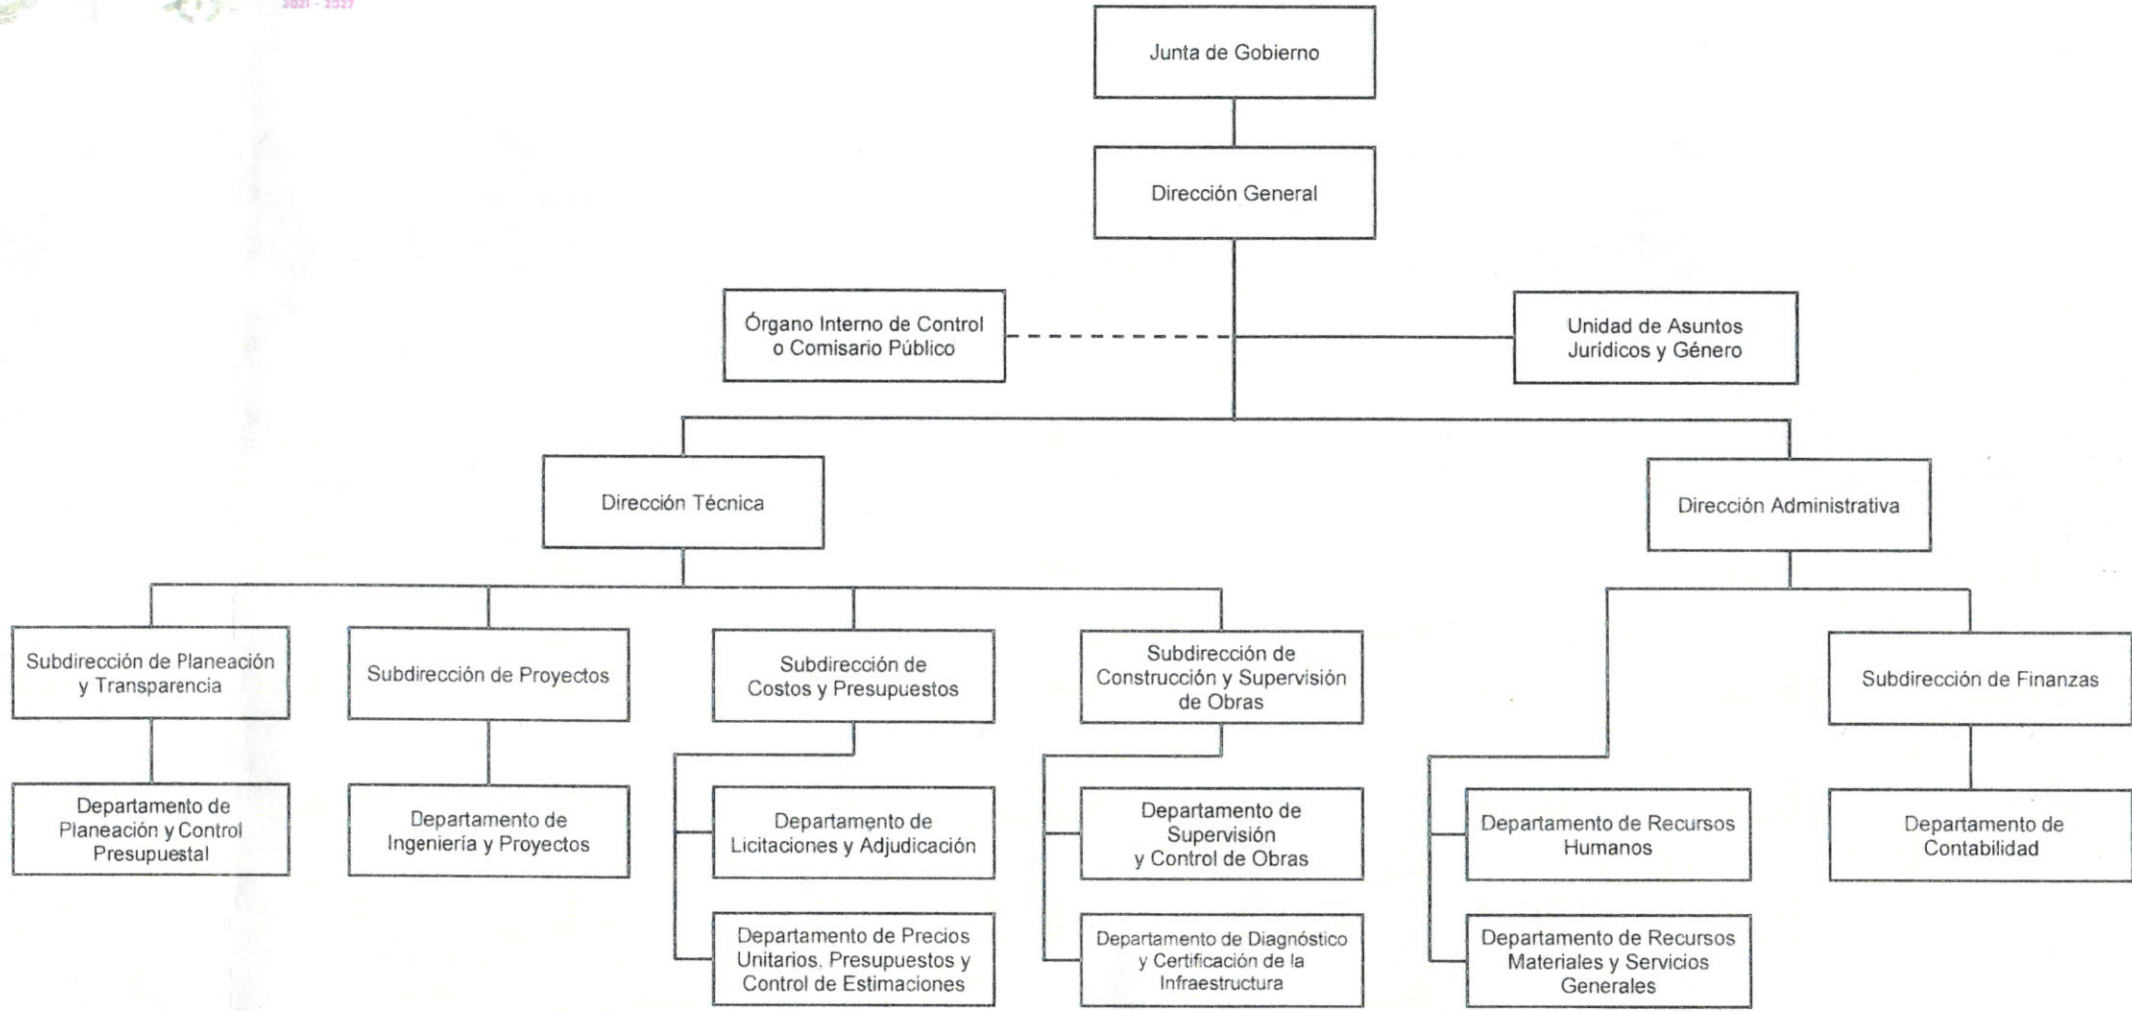 2021 - 2027
Junta de Gobierno
Dirección General
Órgano Interno de Control
o Comisario Público
Unidad de Asuntos
Jurídicos y Género
Dirección Técnica
Dirección Administrativa
Subdirección de Planeación
y Transparencia
Subdirección de Proyectos
Subdirección de
Costos y Presupuestos
Subdirección de
Construcción y Supervisión
de Obras
Subdirección de Finanzas
Departamento de
Planeación y Control
Presupuestal
Departamento de
Ingeniería y Proyectos
Departamento de
Licitaciones y Adjudicación
Departamento de
Supervisión
y Control de Obras
Departamento de Recursos
Humanos
Departamento de
Contabilidad
Departamento de Precios
Unitarios, Presupuestos y
Control de Estimaciones
Departamento de Diagnóstico
y Certificación de la
Infraestructura
Departamento de Recursos
Materiales y Servicios
Generales